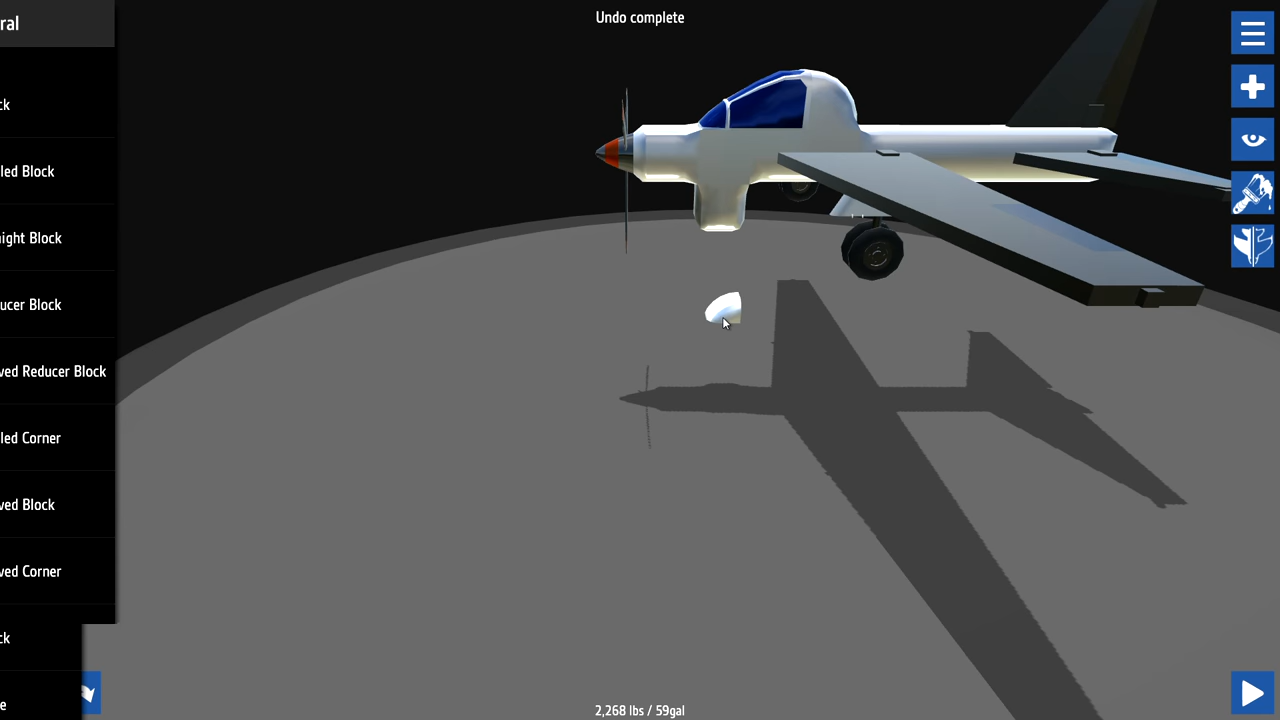 Undo complete
ral
ck
led Block
ight Block
ucer Block
ved Reducer Block
led Corner
ved Block
ved Corner
ck
e
2,268 lbs / 59gal